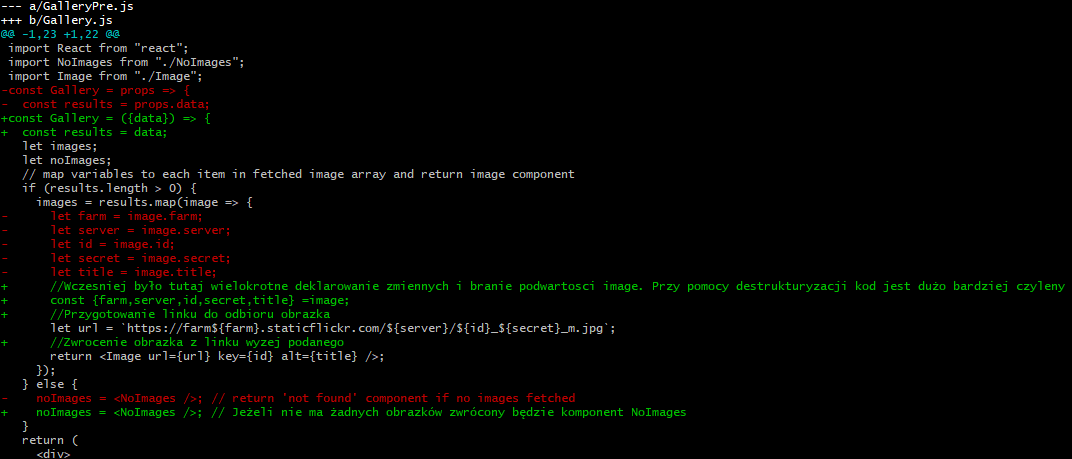 --- a/GalleryPre.js
+++ b/Gallery.js
@@ -1,23 +1,22 @@
 import React from "react";
 import NoImages from "./NoImages";
 import Image from "./Image";
-const Gallery = props => {
-  const results = props.data;
+const Gallery = ({data}) => {
+  const results = data;
   let images;
   let noImages;
   // map variables to each item in fetched image array and return image component
   if (results.length > 0) {
     images = results.map(image => {
-      let farm = image.farm;
-      let server = image.server;
-      let id = image.id;
-      let secret = image.secret;
-      let title = image.title;
+      //Wczesniej było tutaj wielokrotne deklarowanie zmiennych i branie podwartosci image. Przy pomocy destrukturyzacji kod jest dużo bardziej czyleny
+      const {farm,server,id,secret,title} =image;
+      //Przygotowanie linku do odbioru obrazka
       let url = `https://farm${farm}.staticflickr.com/${server}/${id}_${secret}_m.jpg`;
+      //Zwrocenie obrazka z linku wyzej podanego
       return <Image url={url} key={id} alt={title} />;
     });
   } else {
-    noImages = <NoImages />; // return 'not found' component if no images fetched
+    noImages = <NoImages />; // Jeżeli nie ma żadnych obrazków zwrócony będzie komponent NoImages
   }
   return (
     <div>